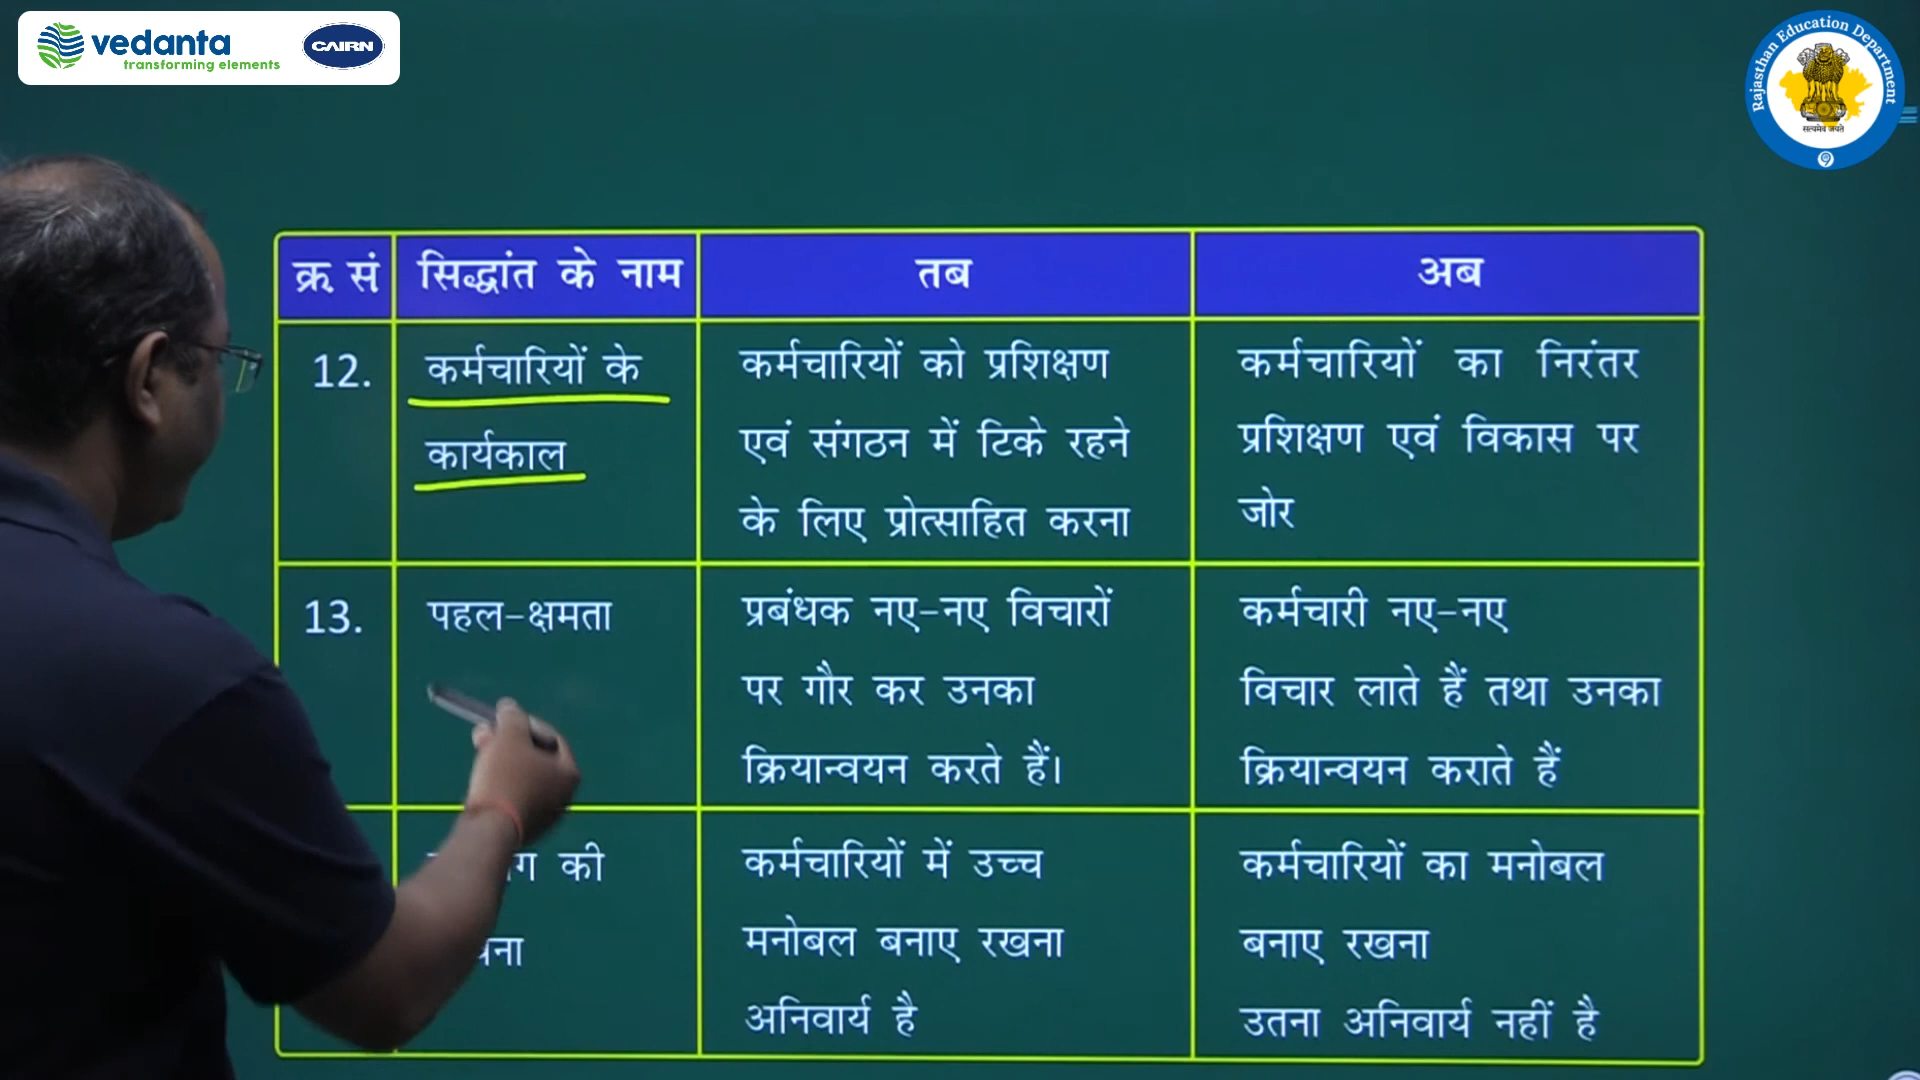 vedanta
transforming elements
CAIRN
Rajasthan Education Department
सत्यमेव जयते
क्र. सं
सिद्धांत के नाम
तब
अब
12.
कर्मचारियों के
कार्यकाल
कर्मचारियों को प्रशिक्षण
एवं संगठन में टिके रहने
के लिए प्रोत्साहित करना
कर्मचारियों का निरंतर
प्रशिक्षण एवं विकास पर
जोर
13.
पहल-क्षमता
प्रबंधक नए-नए विचारों
पर गौर कर उनका
क्रियान्वयन करते हैं।
कर्मचारी नए-नए
विचार लाते हैं तथा उनका
क्रियान्वयन कराते हैं
की
कर्मचारियों में उच्च
मनोबल बनाए रखना
अनिवार्य है
कर्मचारियों का मनोबल
बनाए रखना
उतना अनिवार्य नहीं है